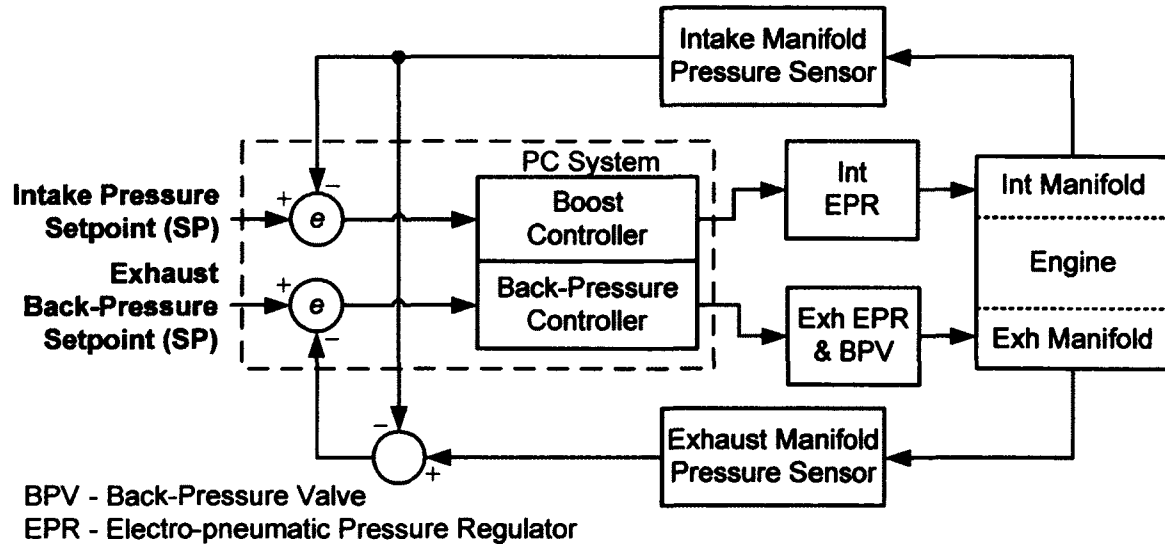 Intake Manifold
Pressure Sensor
PC System
Intake Pressure
Setpoint (SP)
+
−
e
Boost
Controller
Int
EPR
Int Manifold
Engine
Exhaust
Back-Pressure
Setpoint (SP)
+
−
e
Back-Pressure
Controller
Exh EPR
& BPV
Exh Manifold
−
+
Exhaust Manifold
Pressure Sensor
BPV - Back-Pressure Valve
EPR - Electro-pneumatic Pressure Regulator